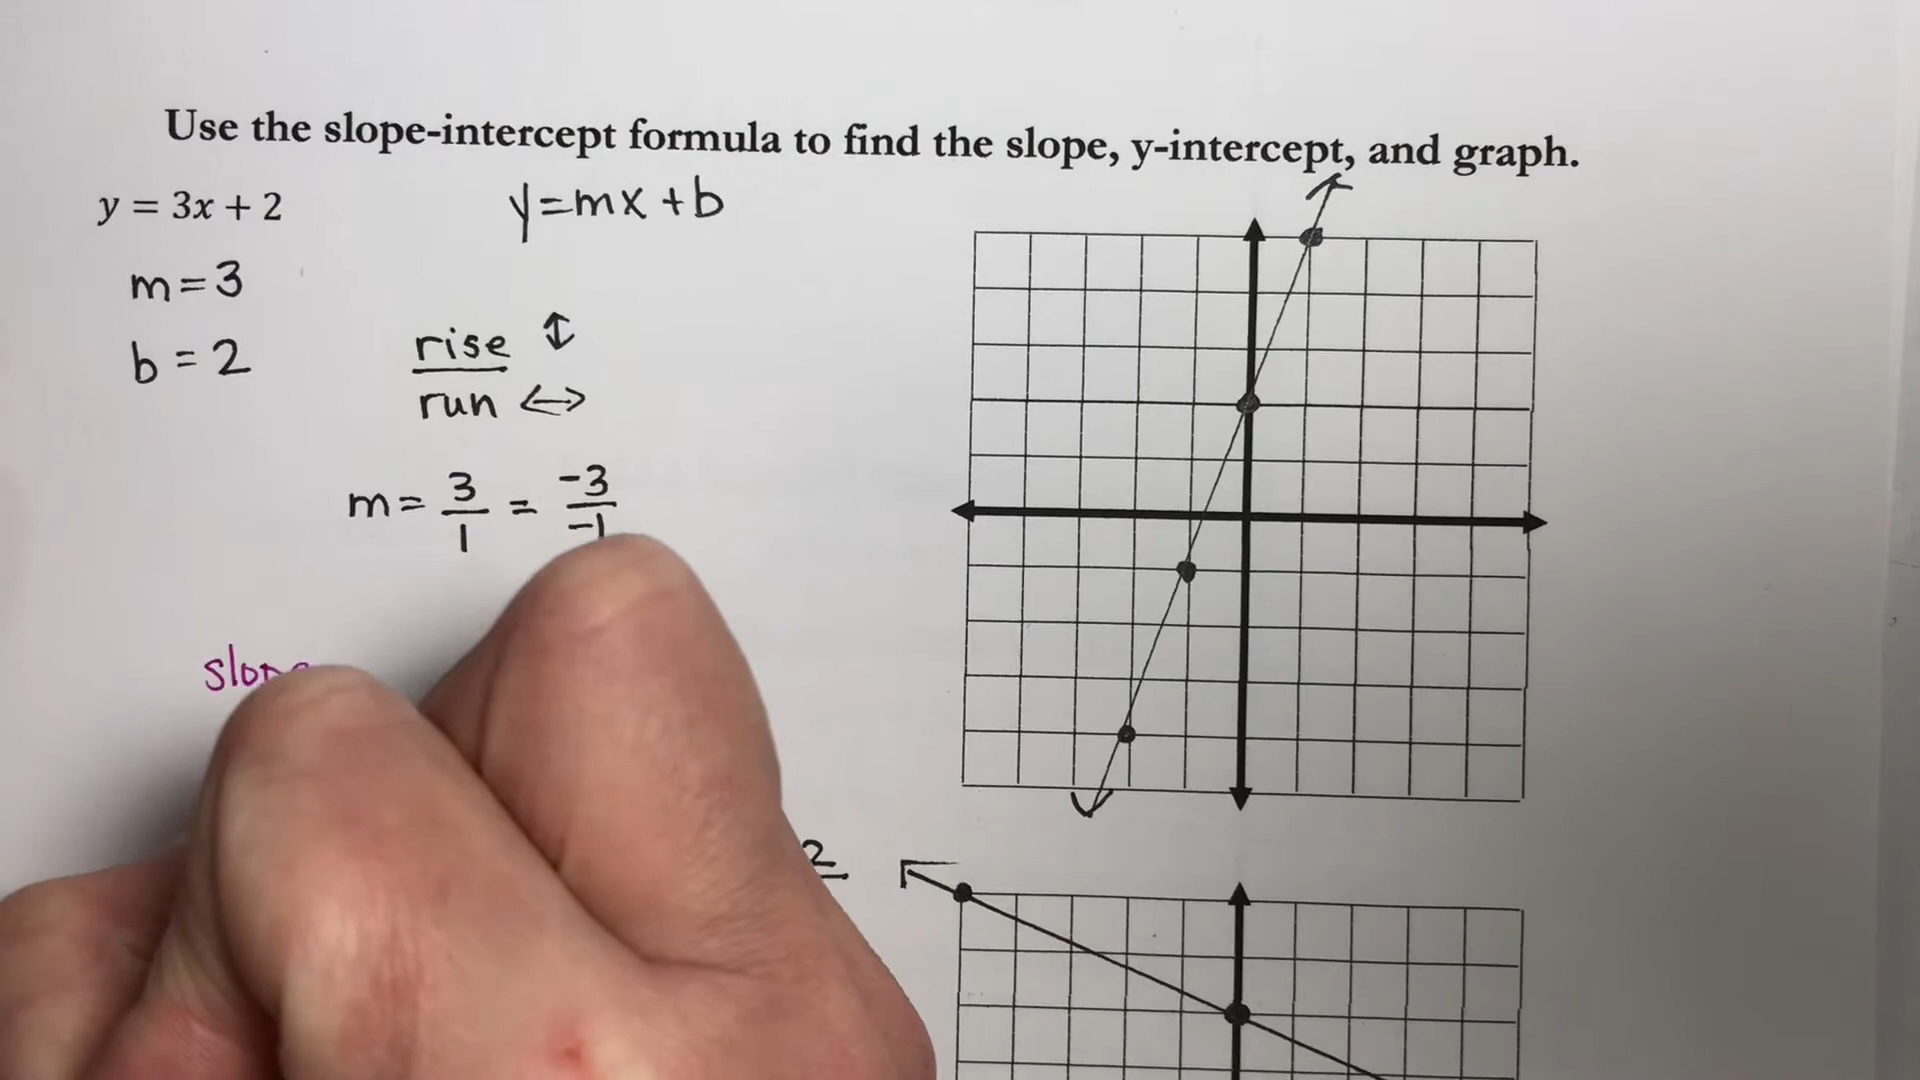 Use the slope-intercept formula to find the slope, y-intercept, and graph.
y = 3x + 2
y=mx+b
m=3
b=2
rise ↕
run ↔
m= 3/1 = -3/-1
2